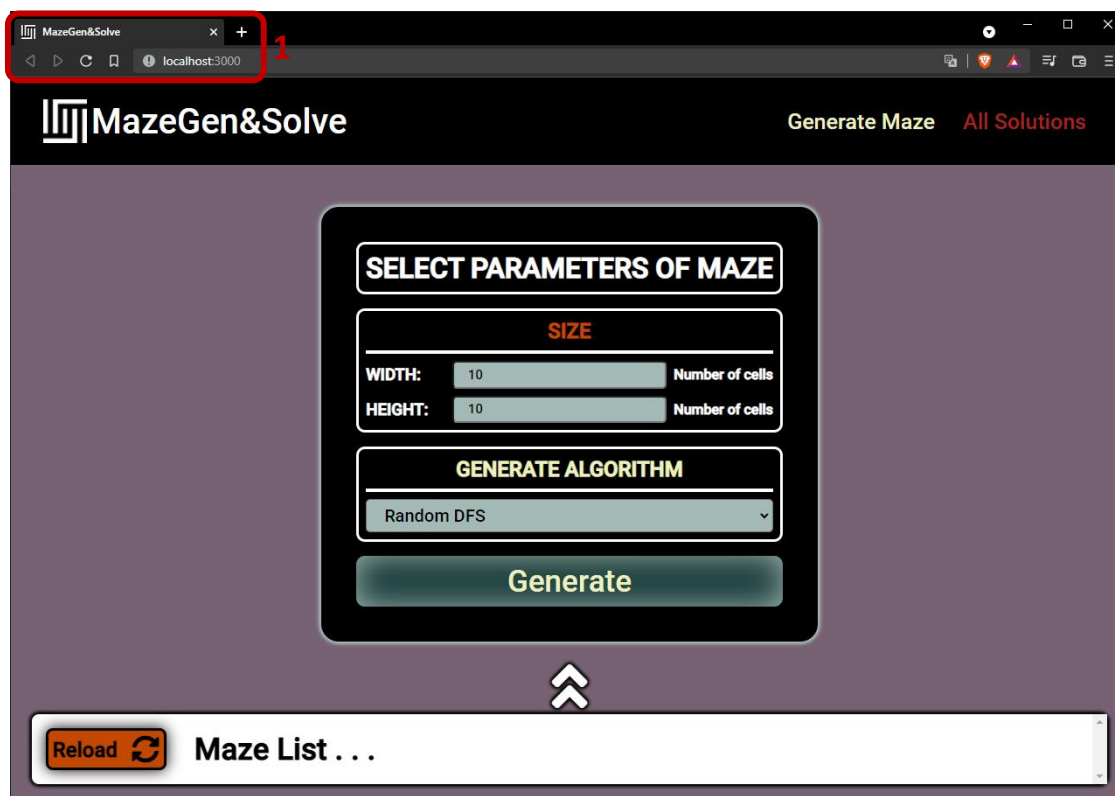 MazeGen&Solve
1
localhost:3000
MazeGen&Solve
Generate Maze All Solutions
SELECT PARAMETERS OF MAZE
SIZE
WIDTH: 10 Number of cells
HEIGHT: 10 Number of cells
GENERATE ALGORITHM
Random DFS
Generate
Reload Maze List . . .